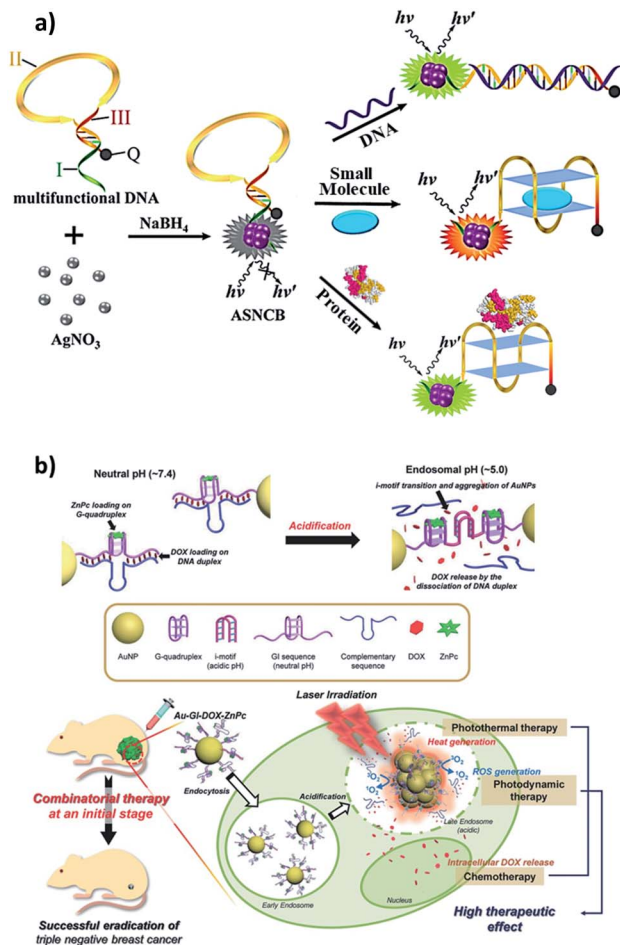 a)
II
III
I
Q
multifunctional DNA
+
AgNO₃
NaBH₄
hν
hν'
ASNCB
DNA
Small
Molecule
Protein
hν
hν'
hν
hν'
hν
hν'
b)
Neutral pH (~7.4)
ZnPc loading on
G-quadruplex
DOX loading on
DNA duplex
Acidification
Endosomal pH (~5.0)
i-motif transition and aggregation of AuNPs
DOX release by the
dissociation of DNA duplex
AuNP
G-quadruplex
i-motif
(acidic pH)
GI sequence
(neutral pH)
Complementary
sequence
DOX
ZnPc
Au-GI-DOX-ZnPc
Endocytosis
Combinatorial therapy
at an initial stage
Successful eradication of
triple negative breast cancer
Early Endosome
Acidification
Laser Irradiation
Heat generation
¹O₂
¹O₂
¹O₂
¹O₂
ROS generation
Late Endosome
(acidic)
Intracellular DOX release
Nucleus
Photothermal therapy
Photodynamic
therapy
Chemotherapy
High therapeutic
effect